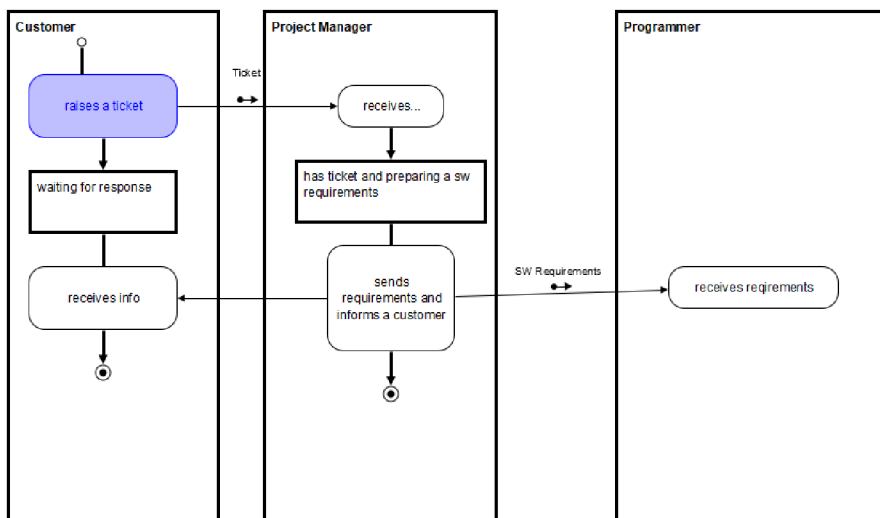 Customer
Project Manager
Programmer
Ticket
raises a ticket
receives...
waiting for response
has ticket and preparing a sw
requirements
SW Requirements
receives info
sends
requirements and
informs a customer
receives reqirements